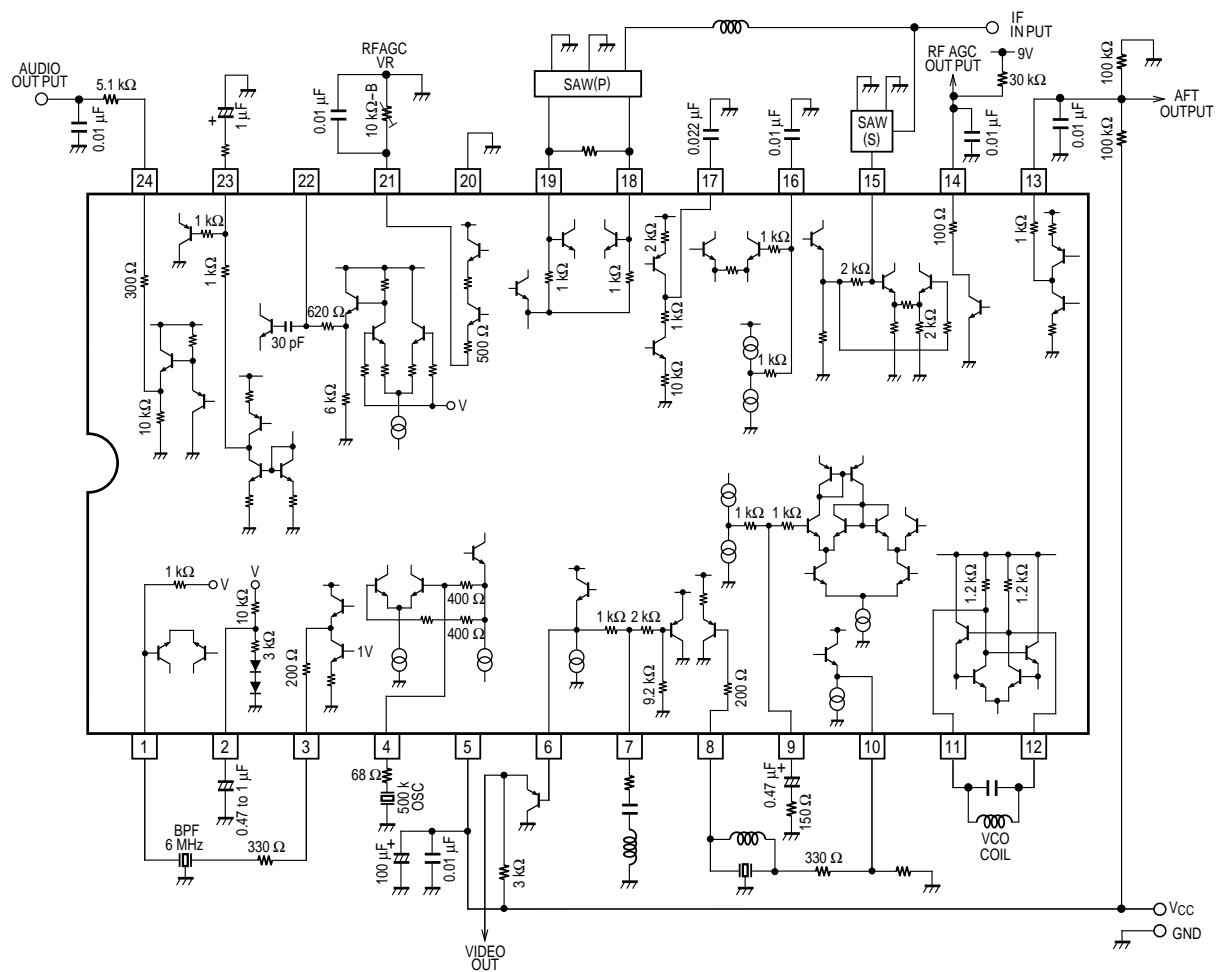 IF
INPUT
RFAGC
VR
RF AGC
OUTPUT
9V
30 kΩ
100 kΩ
AUDIO
OUTPUT
5.1 kΩ
0.01 µF
+
1 µF
0.01 µF
10 kΩ–B
SAW(P)
0.022 µF
0.01 µF
SAW
(S)
0.01 µF
0.01 µF
AFT
OUTPUT
100 kΩ
24
23
22
21
20
19
18
17
16
15
14
13
300Ω
1 kΩ
1 kΩ
30 pF
620 Ω
6 kΩ
V
500 Ω
1 kΩ
1 kΩ
2 kΩ
1 kΩ
10 kΩ
1 kΩ
1 kΩ
2 kΩ
2 kΩ
100 Ω
1 kΩ
10 kΩ
1 kΩ
V
V
10 kΩ
3 kΩ
200 Ω
1V
400 Ω
400 Ω
1 kΩ
2 kΩ
9.2 kΩ
200 Ω
1 kΩ
1 kΩ
1.2 kΩ
1.2 kΩ
1
2
3
4
5
6
7
8
9
10
11
12
0.47 to 1 µF
BPF
6 MHz
330 Ω
68 Ω
500 k
OSC
100 µF
+
0.01 µF
3 kΩ
VIDEO
OUT
0.47 µF
+
150 Ω
330 Ω
VCO
COIL
VCC
GND